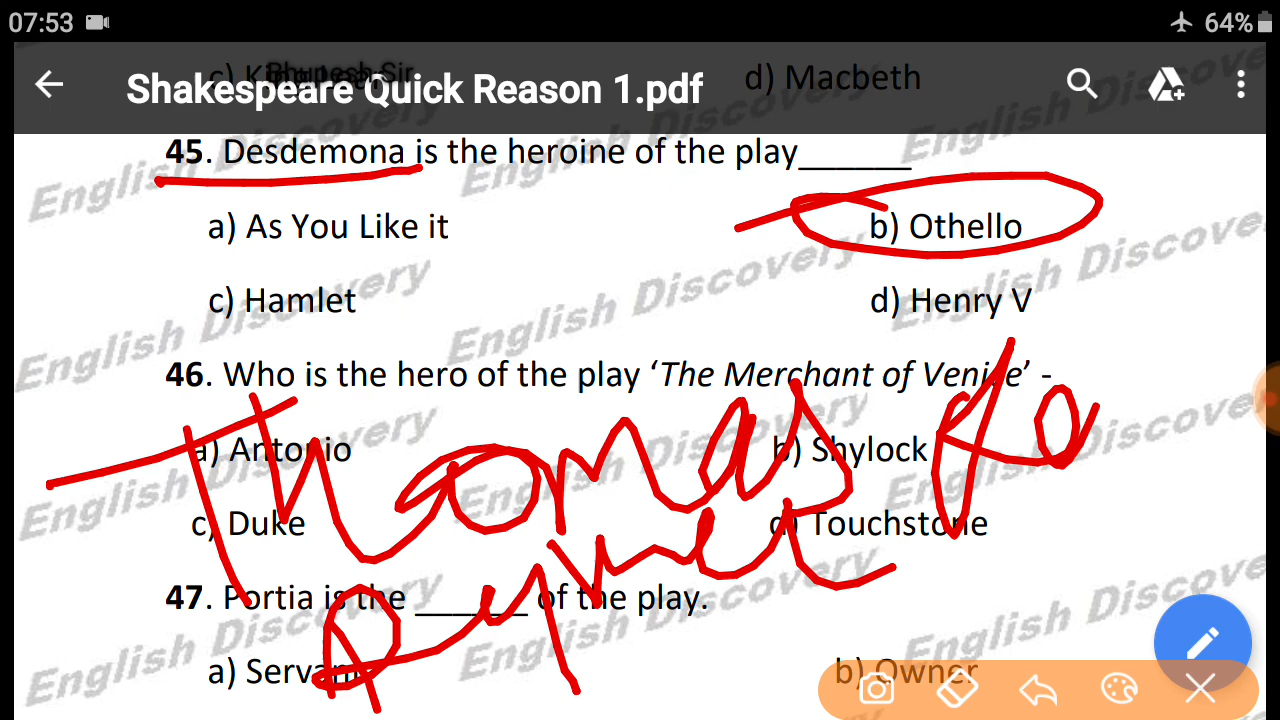 07:53 64%
Shakespeare Quick Reason 1.pdf
d) Macbeth
45. Desdemona is the heroine of the play______
a) As You Like it b) Othello
c) Hamlet d) Henry V
46. Who is the hero of the play ‘The Merchant of Venice’ -
a) Antonio b) Shylock
c) Duke d) Touchstone
47. Portia is the ______ of the play.
a) Servant b) Owner
English Discovery